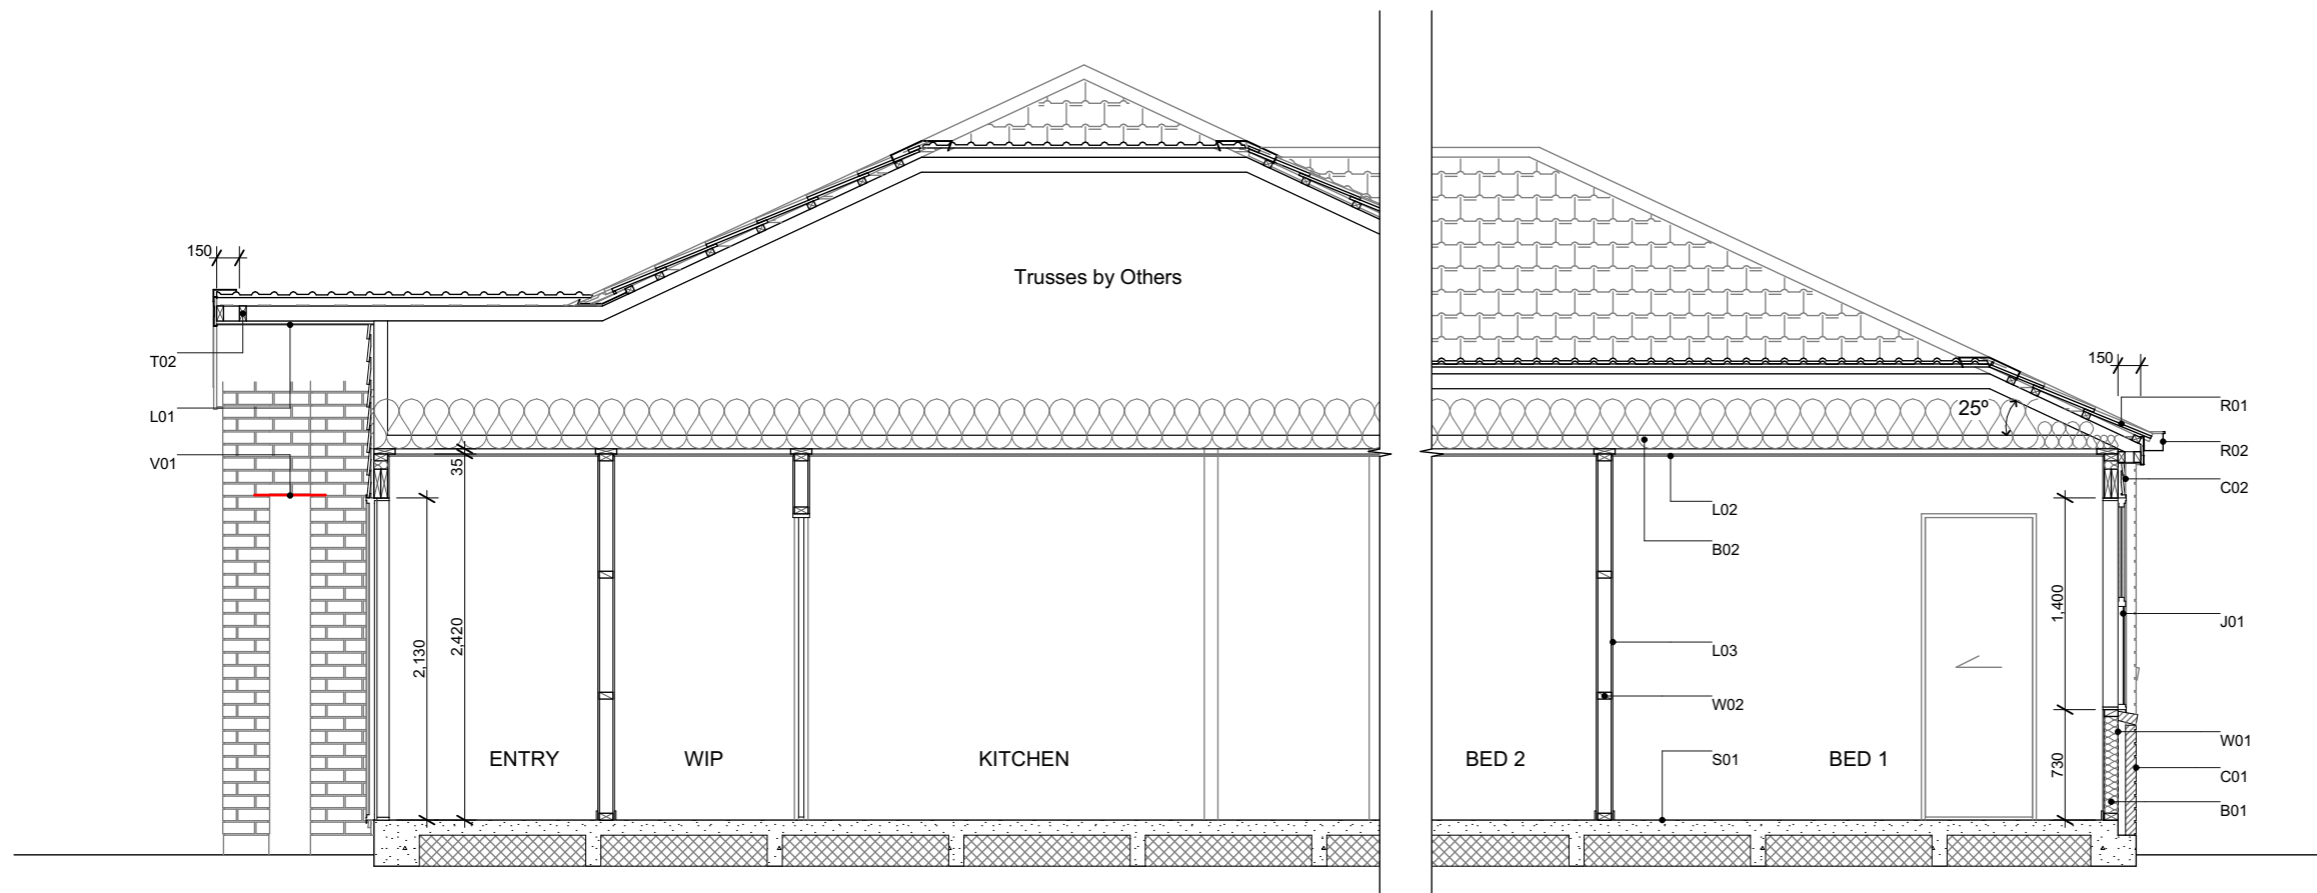 150
Trusses by Others
T02
L01
V01
35
2,130
2,420
ENTRY
WIP
KITCHEN
150
25°
R01
R02
C02
L02
B02
1,400
J01
L03
W02
BED 2
S01
BED 1
730
W01
C01
B01